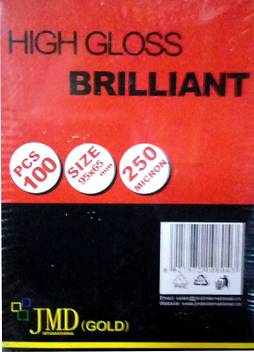 HIGH GLOSS
BRILLIANT
PCS
100
SIZE
95x65
mm
250
MICRON
JMD (GOLD)
INTERNATIONAL